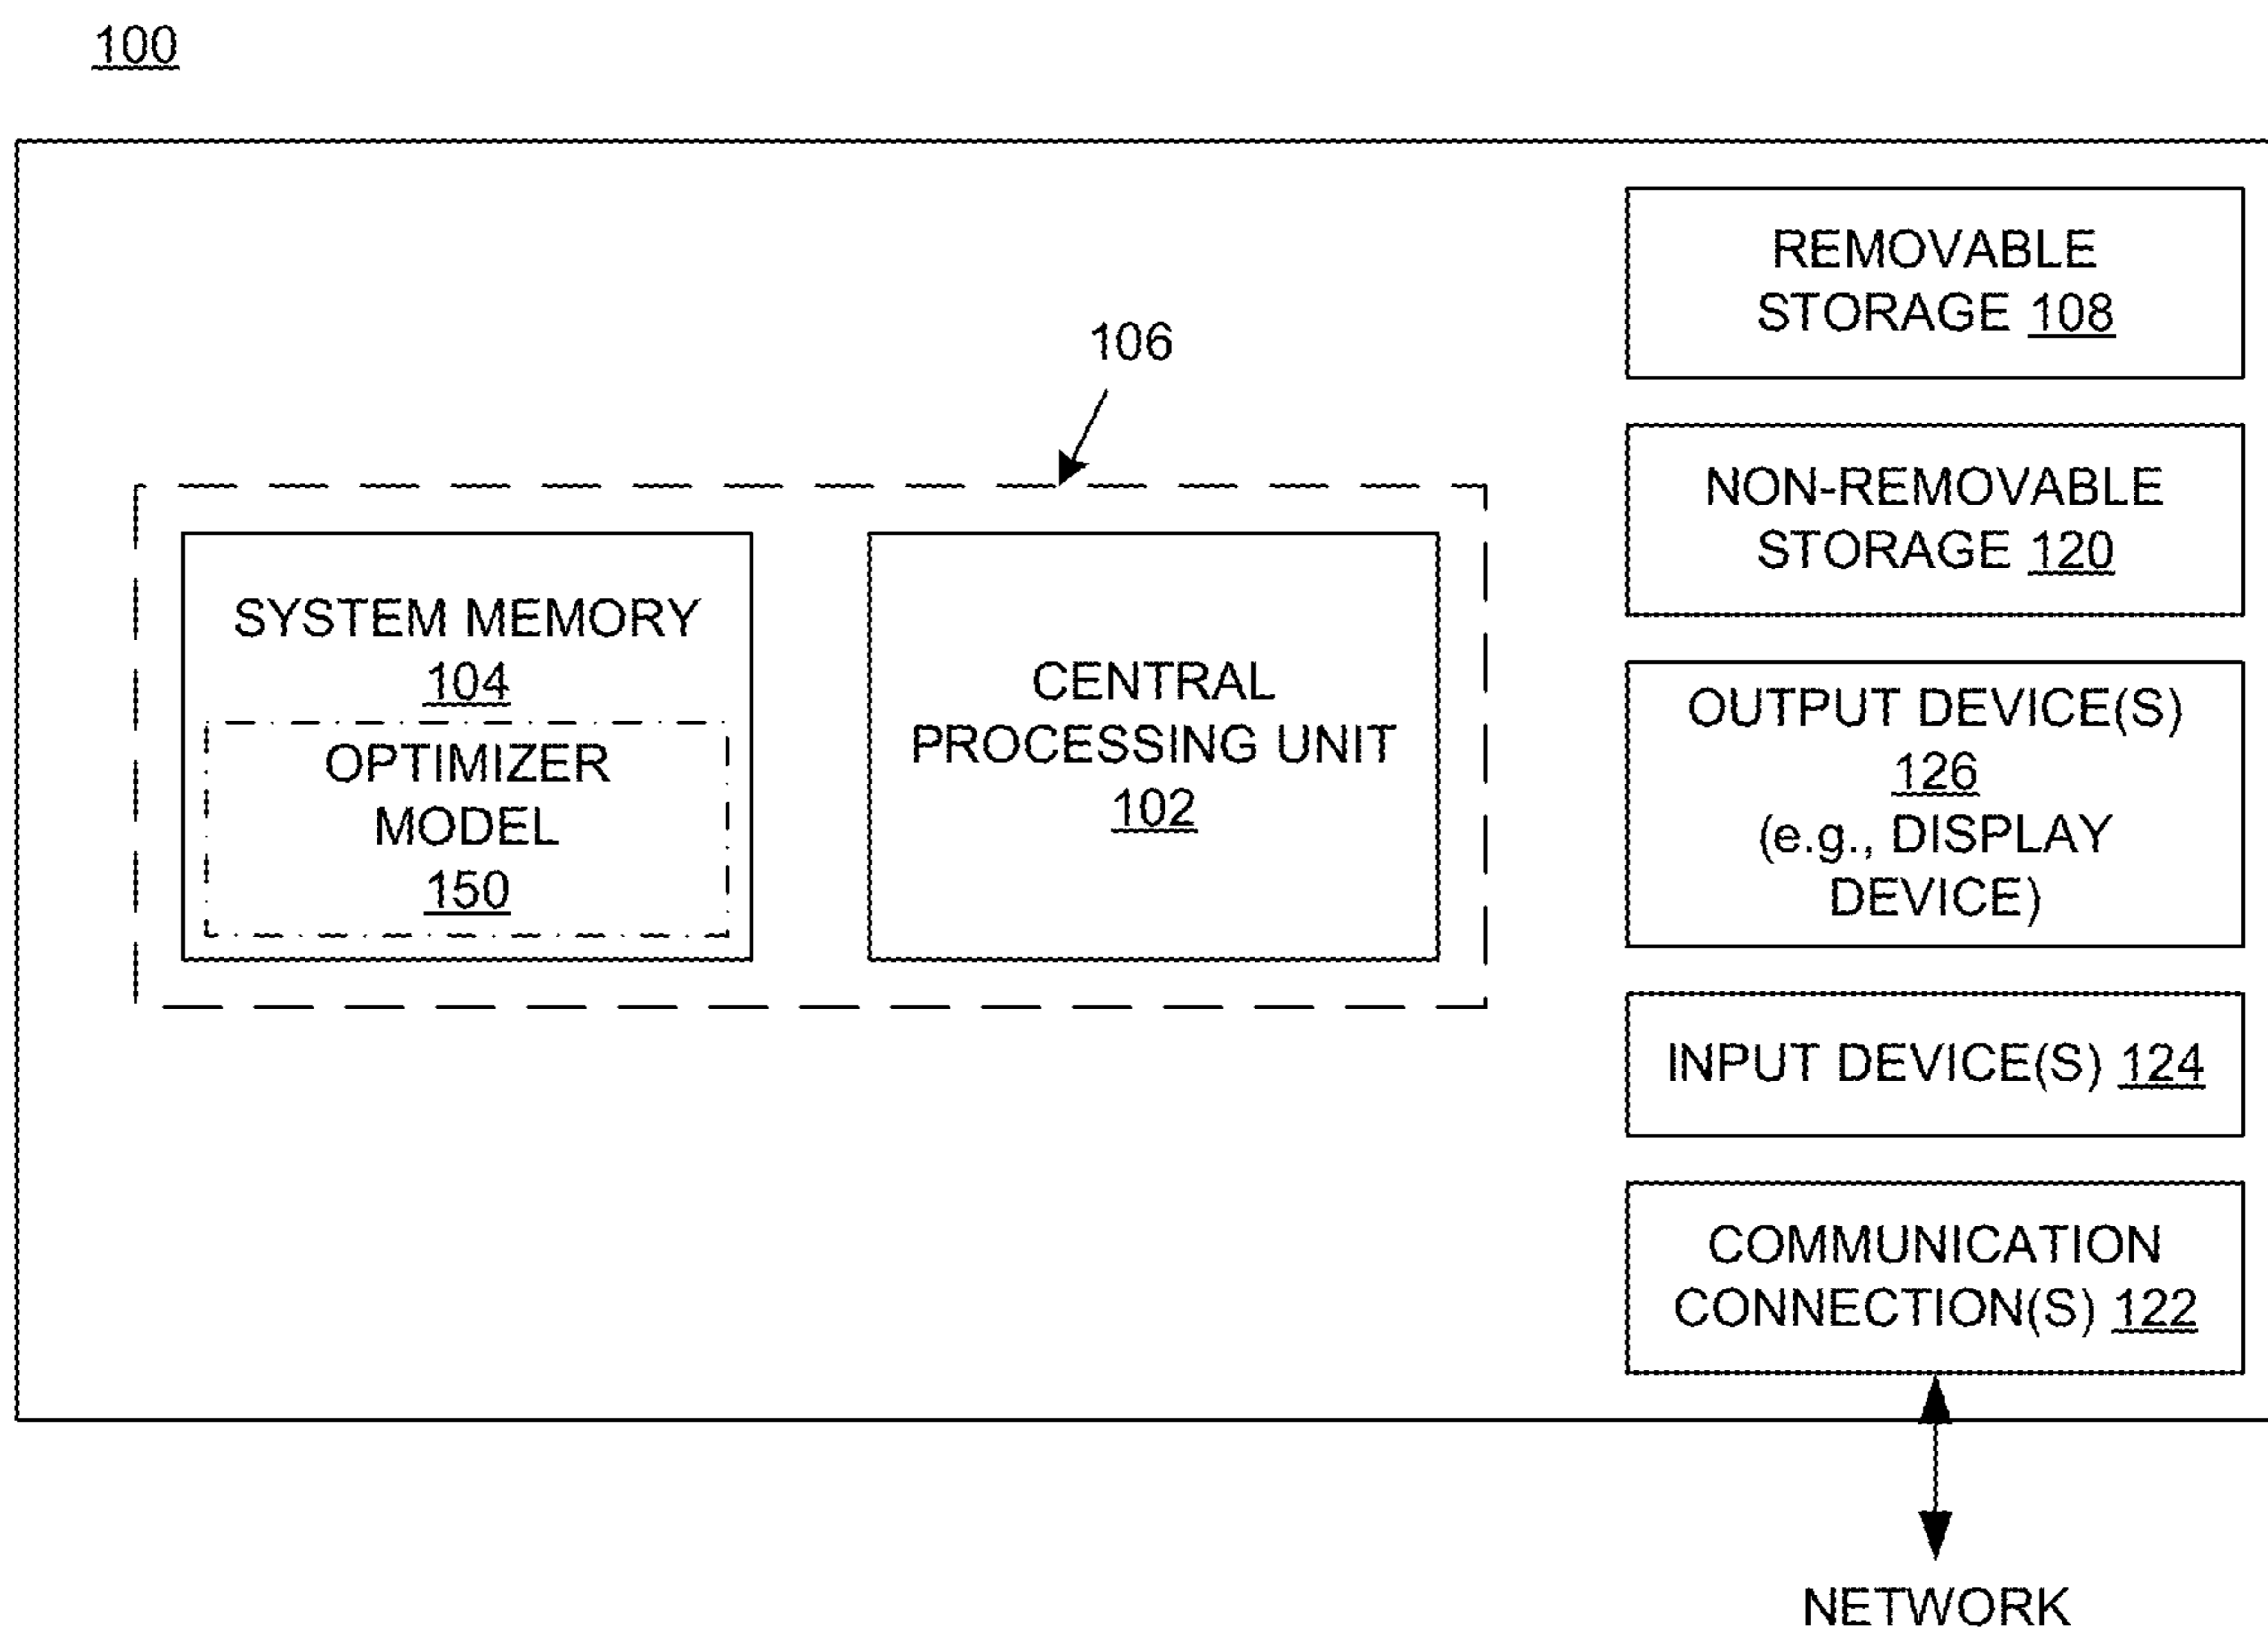 100
106
SYSTEM MEMORY
104
OPTIMIZER
MODEL
150
CENTRAL
PROCESSING UNIT
102
REMOVABLE
STORAGE 108
NON-REMOVABLE
STORAGE 120
OUTPUT DEVICE(S)
126
(e.g., DISPLAY
DEVICE)
INPUT DEVICE(S) 124
COMMUNICATION
CONNECTION(S) 122
NETWORK